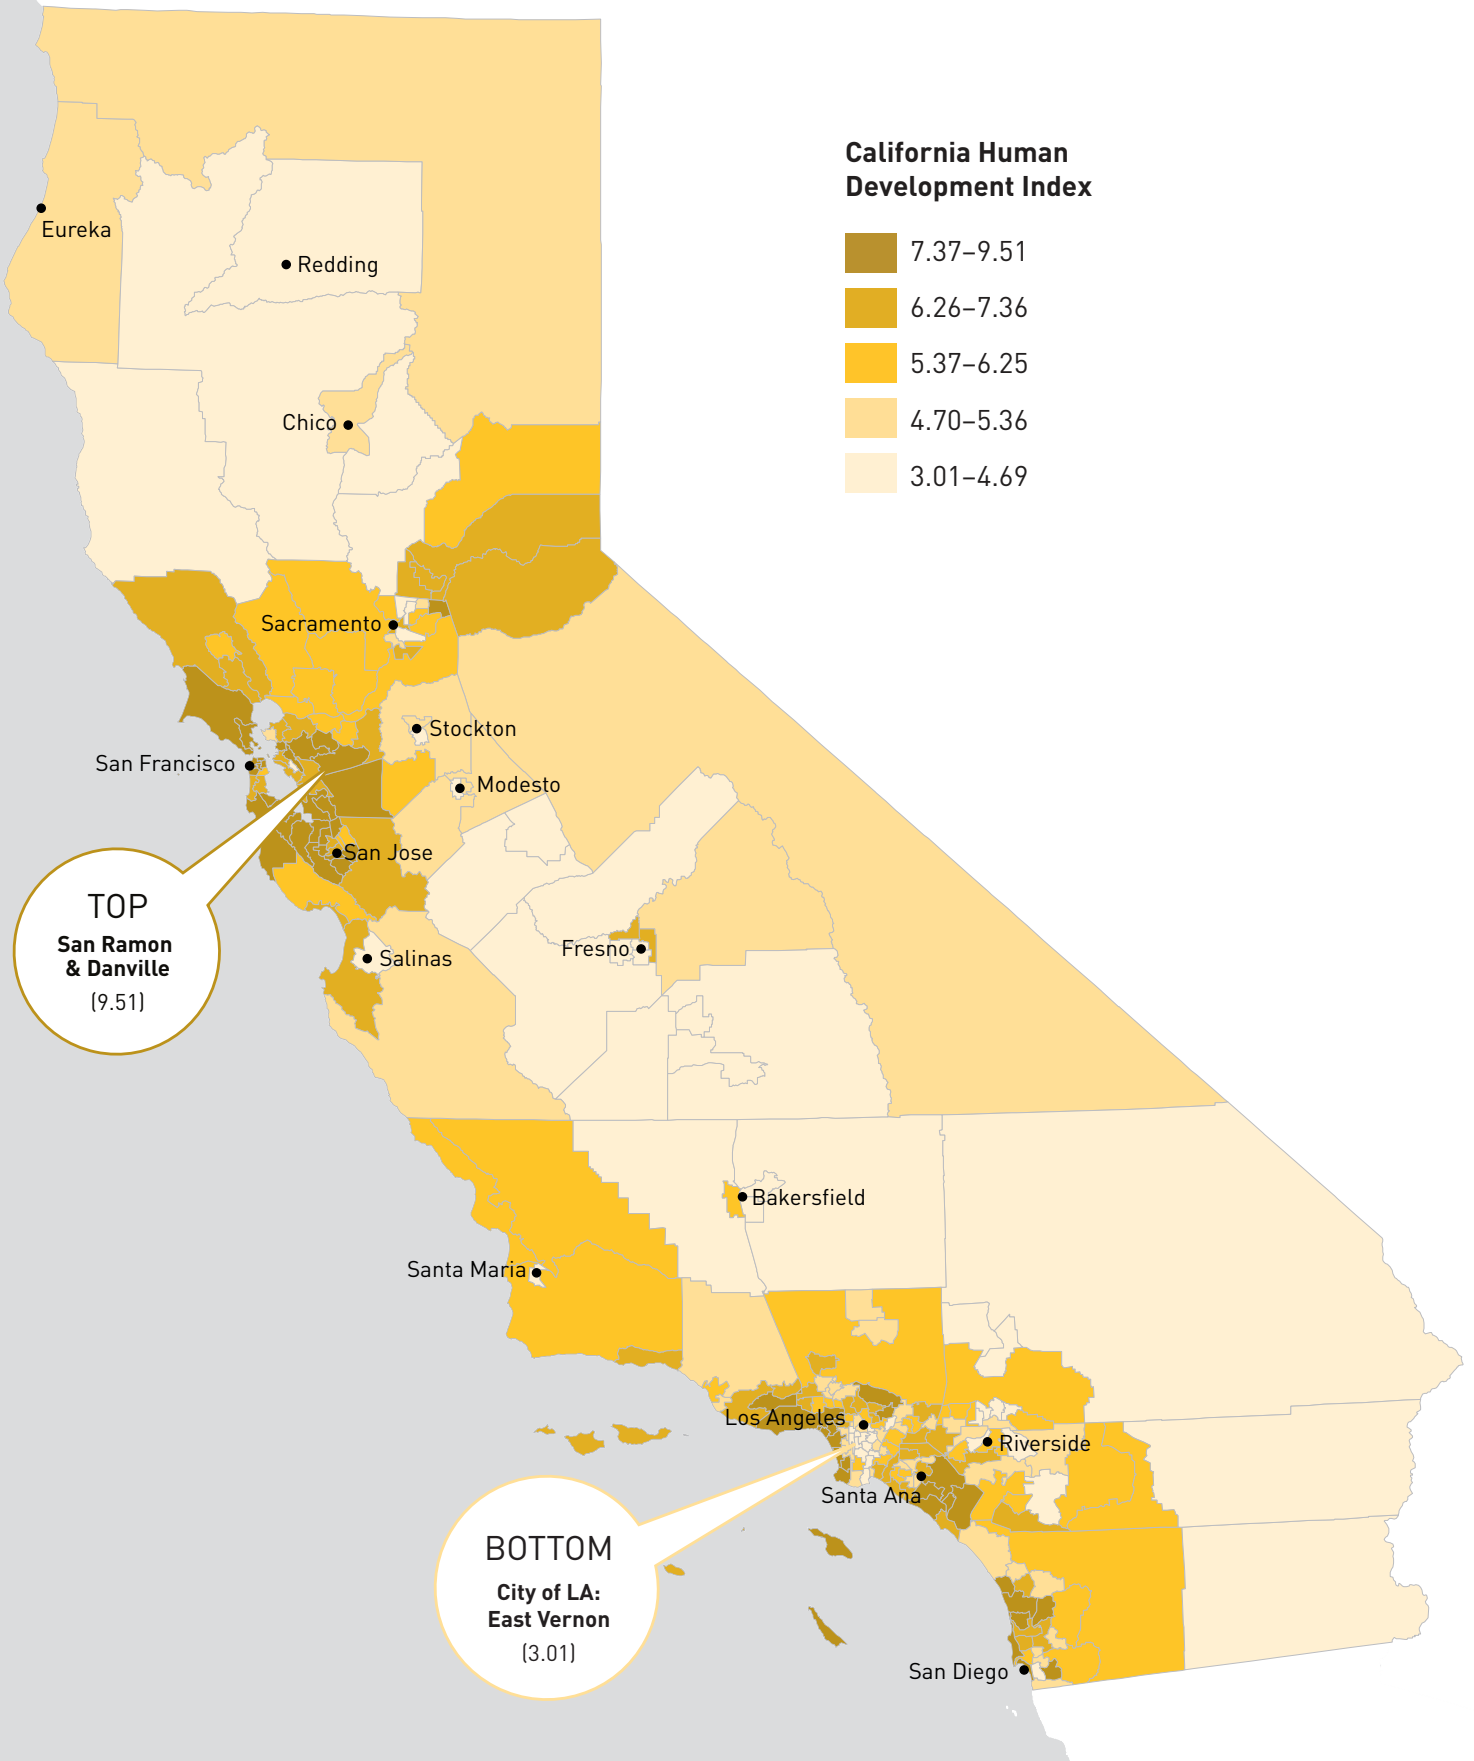 California Human
Development Index
7.37–9.51
6.26–7.36
5.37–6.25
4.70–5.36
3.01–4.69
Eureka
Redding
Chico
Sacramento
Stockton
San Francisco
Modesto
San Jose
TOP
San Ramon
& Danville
(9.51)
Fresno
Salinas
Bakersfield
Santa Maria
Los Angeles
Riverside
Santa Ana
BOTTOM
City of LA:
East Vernon
(3.01)
San Diego